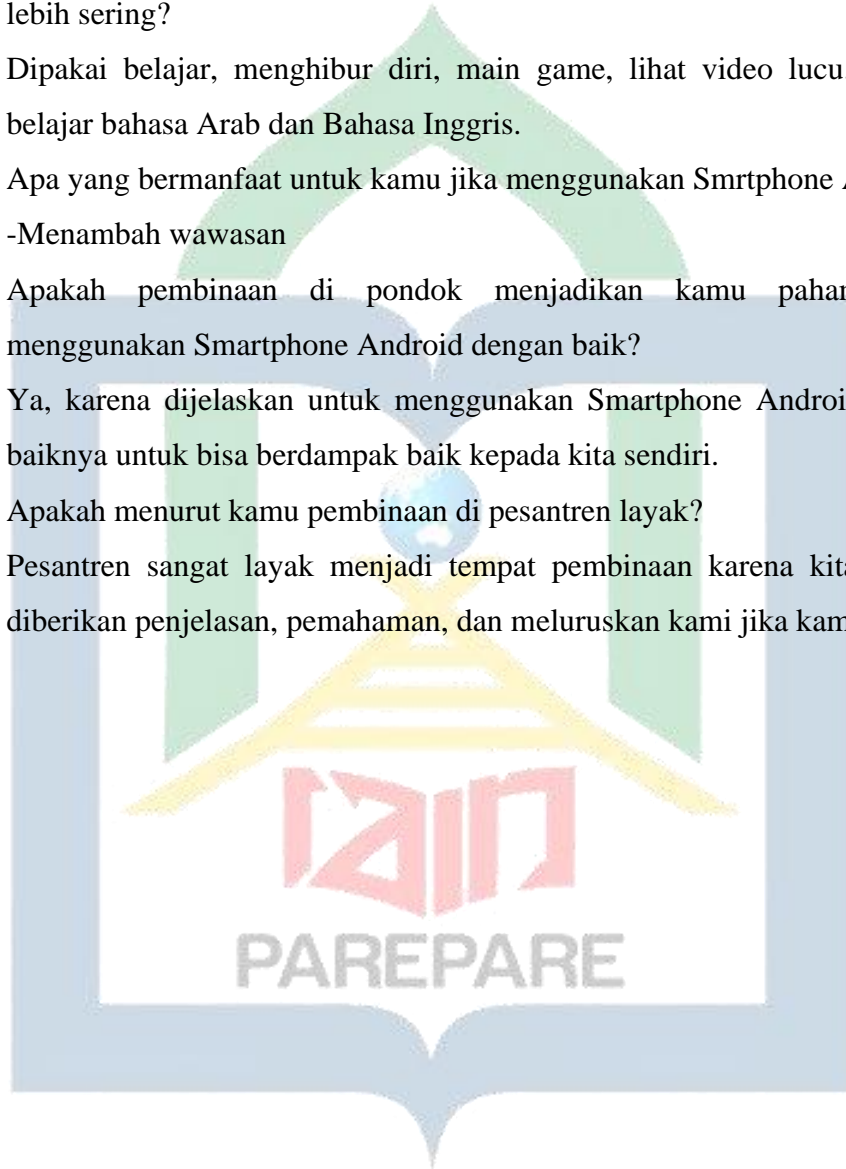 lebih sering?
Dipakai belajar, menghibur diri, main game, lihat video lucu
belajar bahasa Arab dan Bahasa Inggris.
Apa yang bermanfaat untuk kamu jika menggunakan Smrtphone
-Menambah wawasan
Apakah pembinaan di pondok menjadikan kamu
menggunakan Smartphone Android dengan baik?
Ya, karena dijelaskan untuk menggunakan Smartphone
baiknya untuk bisa berdampak baik kepada kita sendiri.
Apakah menurut kamu pembinaan di pesantren layak?
Pesantren sangat layak menjadi tempat pembinaan karena kita
diberikan penjelasan, pemahaman, dan meluruskan kami jika
iain
PAREPARE